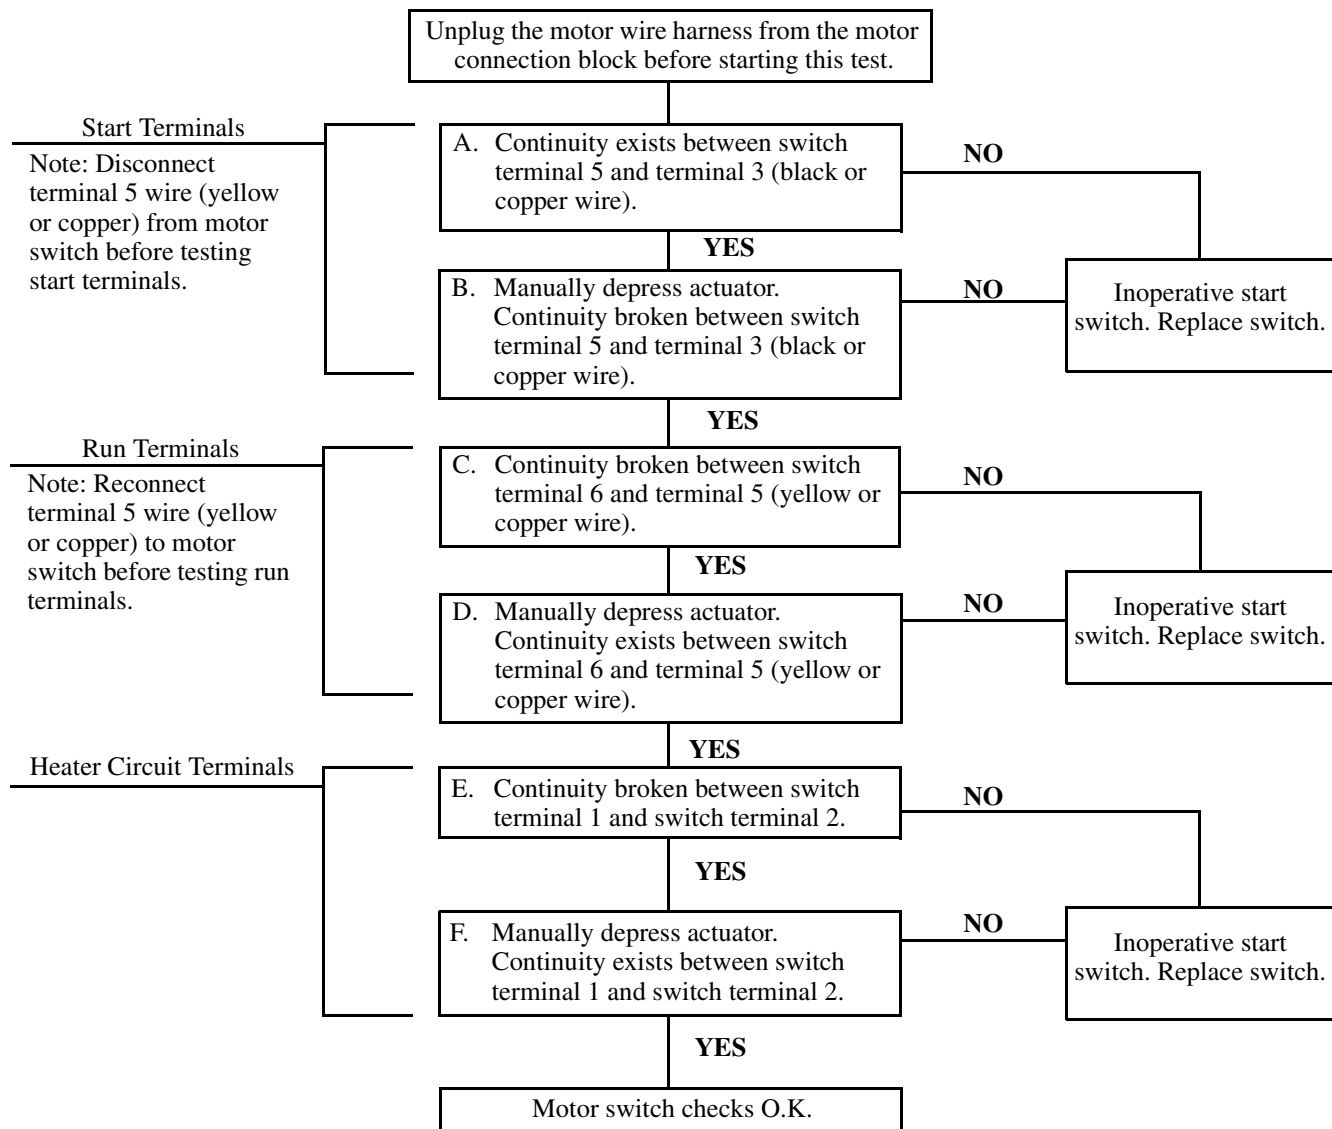 Unplug the motor wire harness from the motor
connection block before starting this test.
Start Terminals
Note: Disconnect
terminal 5 wire (yellow
or copper) from motor
switch before testing
start terminals.
A. Continuity exists between switch
terminal 5 and terminal 3 (black or
copper wire).
NO
YES
B. Manually depress actuator.
Continuity broken between switch
terminal 5 and terminal 3 (black or
copper wire).
NO
Inoperative start
switch. Replace switch.
YES
Run Terminals
Note: Reconnect
terminal 5 wire (yellow
or copper) to motor
switch before testing run
terminals.
C. Continuity broken between switch
terminal 6 and terminal 5 (yellow or
copper wire).
NO
YES
D. Manually depress actuator.
Continuity exists between switch
terminal 6 and terminal 5 (yellow or
copper wire).
NO
Inoperative start
switch. Replace switch.
YES
Heater Circuit Terminals
E. Continuity broken between switch
terminal 1 and switch terminal 2.
NO
YES
F. Manually depress actuator.
Continuity exists between switch
terminal 1 and switch terminal 2.
NO
Inoperative start
switch. Replace switch.
YES
Motor switch checks O.K.